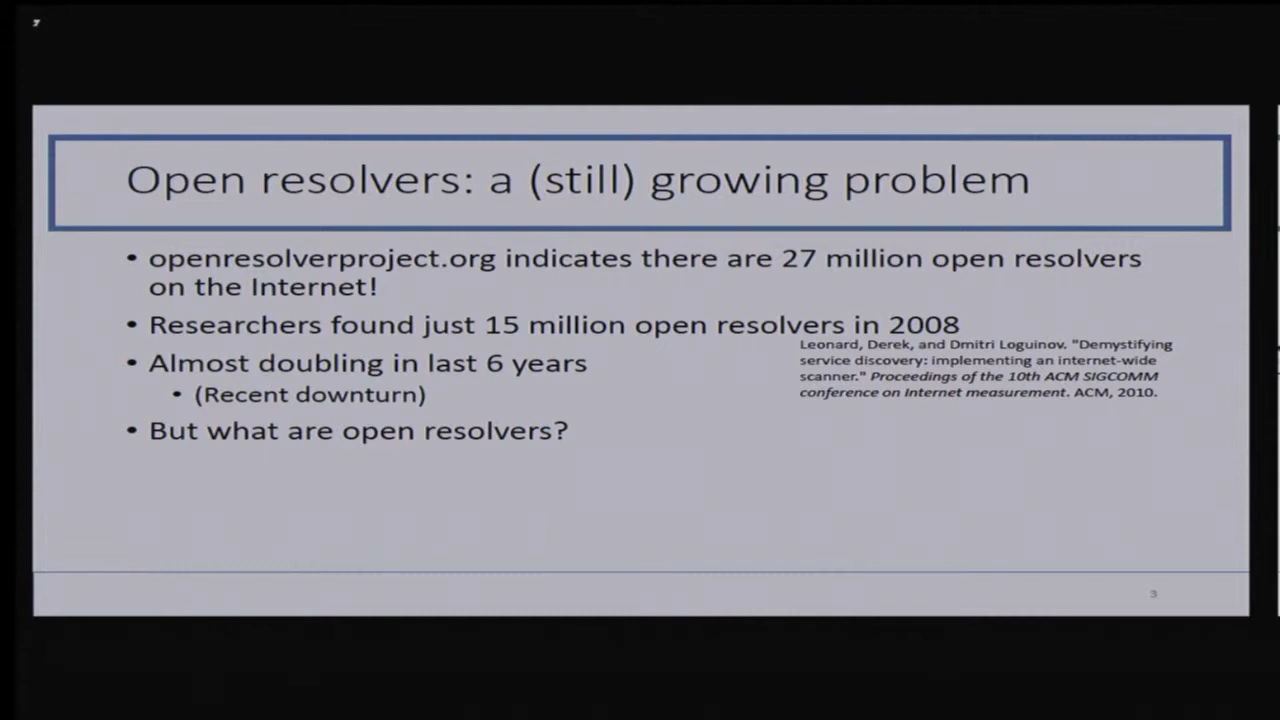 Open resolvers: a (still) growing problem
• openresolverproject.org indicates there are 27 million open resolvers
on the Internet!
• Researchers found just 15 million open resolvers in 2008
Leonard, Derek, and Dmitri Loguinov. "Demystifying
service discovery: implementing an internet-wide
scanner." Proceedings of the 10th ACM SIGCOMM
conference on Internet measurement. ACM, 2010.
• Almost doubling in last 6 years
• (Recent downturn)
• But what are open resolvers?
3